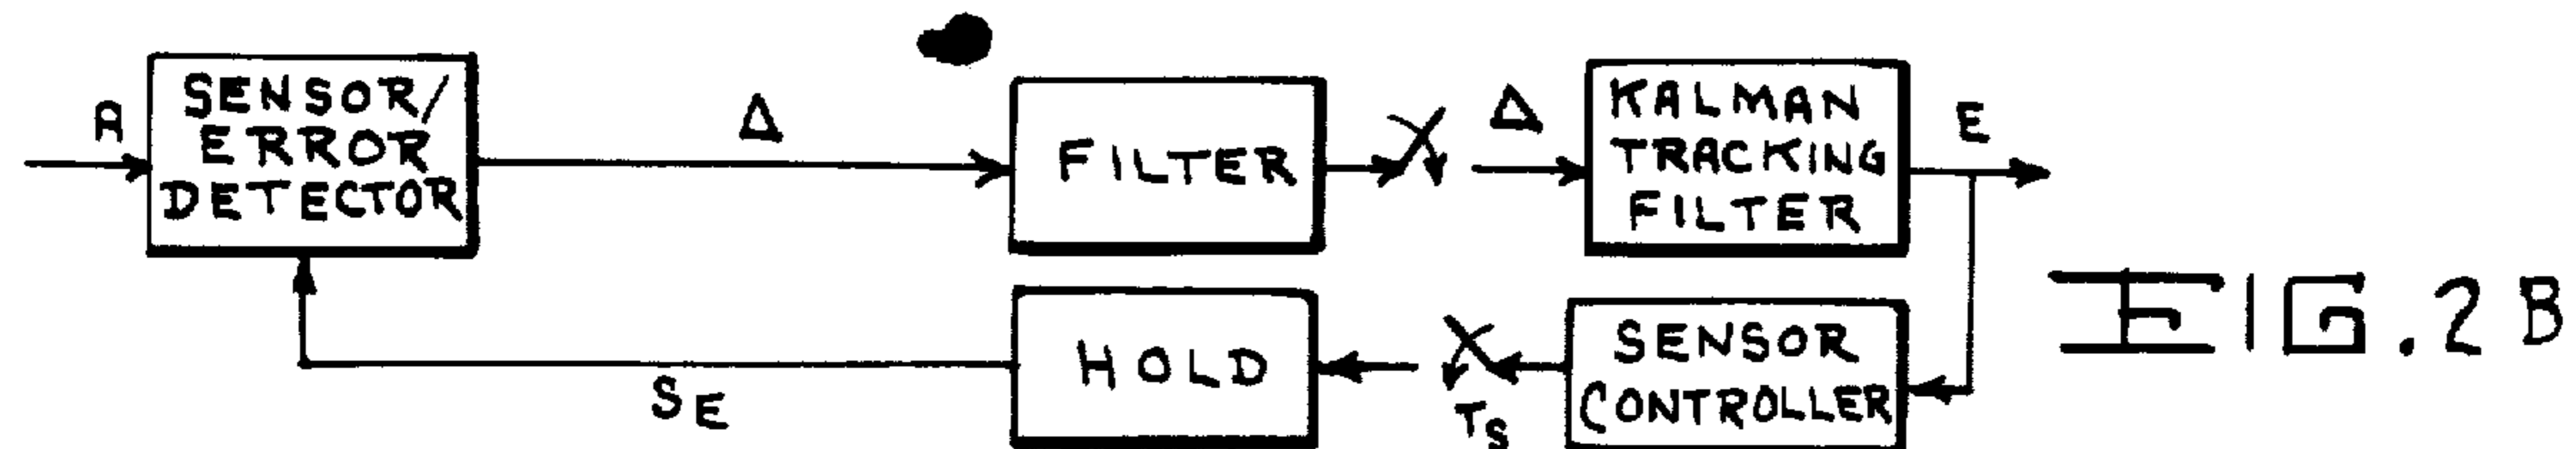 A
SENSOR/
ERROR
DETECTOR
Δ
FILTER
Δ
KALMAN
TRACKING
FILTER
E
SENSOR
CONTROLLER
TS
HOLD
SE
FIG.2B